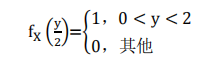 f_X(y/2)={1，0 < y < 2
0，其他